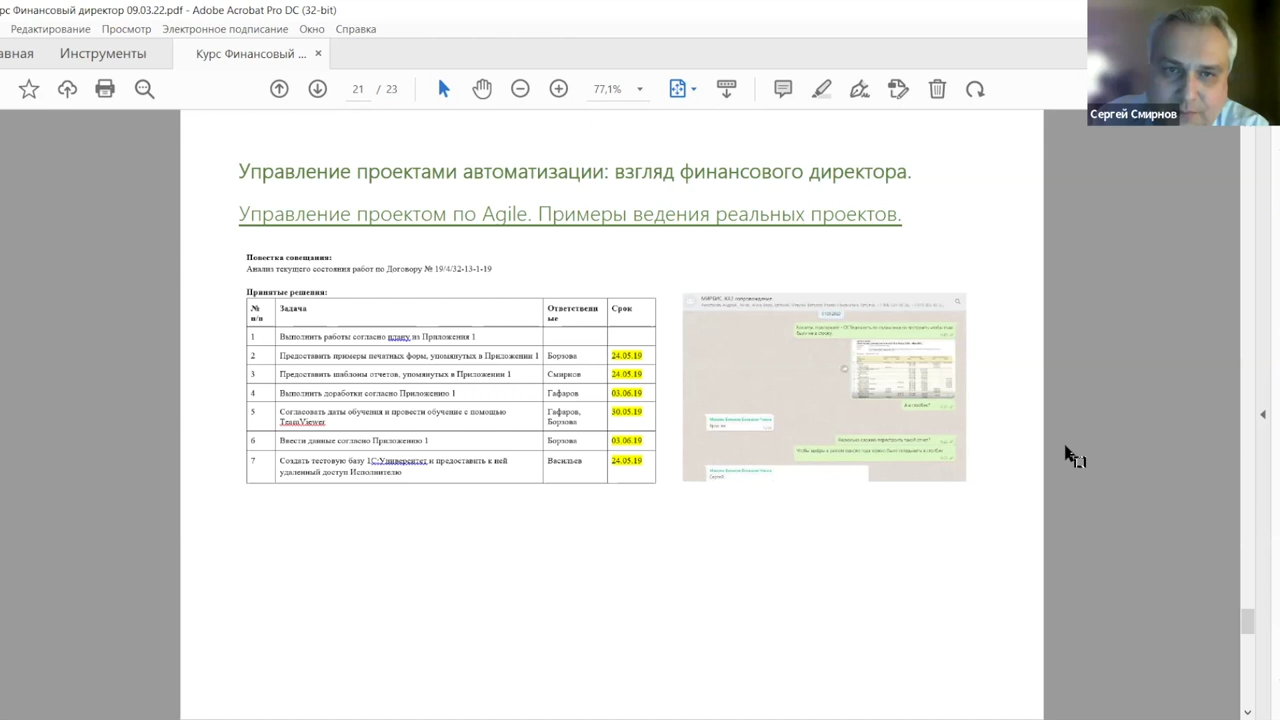 рс Финансовый директор 09.03.22.pdf - Adobe Acrobat Pro DC (32-bit)
Редактирование Просмотр Электронное подписание Окно Справка
авная Инструменты Курс Финансовый ... ×
21 / 23 77,1%
Сергей Смирнов
Управление проектами автоматизации: взгляд финансового директора.
Управление проектом по Agile. Примеры ведения реальных проектов.
Повестка совещания:
Анализ текущего состояния работ по Договору № 19/4/32-13-1-19
Принятые решения:
№ п/п Задача Ответственные Срок
1 Выполнить работы согласно плану из Приложения 1
2 Предоставить примеры печатных форм, упомянутых в Приложении 1 Борзова 24.05.19
3 Предоставить шаблоны отчетов, упомянутых в Приложении 1 Смирнов 24.05.19
4 Выполнить доработки согласно Приложению 1 Гафаров 03.06.19
5 Согласовать даты обучения и провести обучение с помощью Гафаров, 30.05.19
TeamViewer Борзова
6 Ввести данные согласно Приложению 1 Борзова 03.06.19
7 Создать тестовую базу 1С:Университет и предоставить к ней Васильев 24.05.19
удаленный доступ Исполнителю